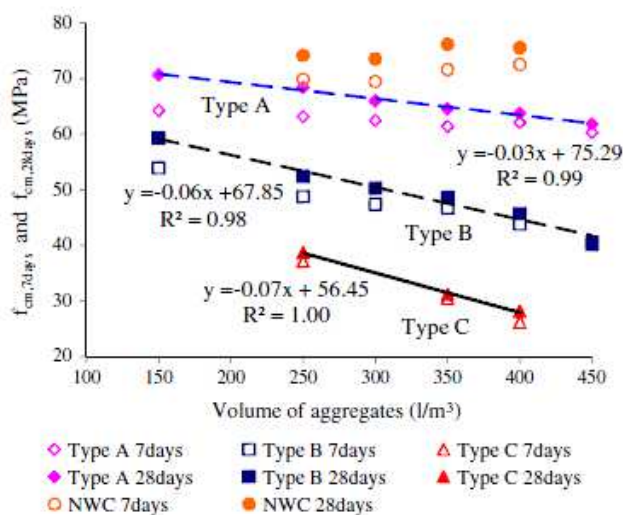 f_cm,7days and f_cm,28days (MPa)
80
70
60
50
40
30
20
Type A
y=-0.03x + 75.29
R² = 0.99
y=-0.06x +67.85
R² = 0.98
Type B
y=-0.07x + 56.45
R² = 1.00
Type C
100 150 200 250 300 350 400 450
Volume of aggregates (l/m³)
Type A 7days Type B 7days Type C 7days
Type A 28days Type B 28days Type C 28days
NWC 7days NWC 28days